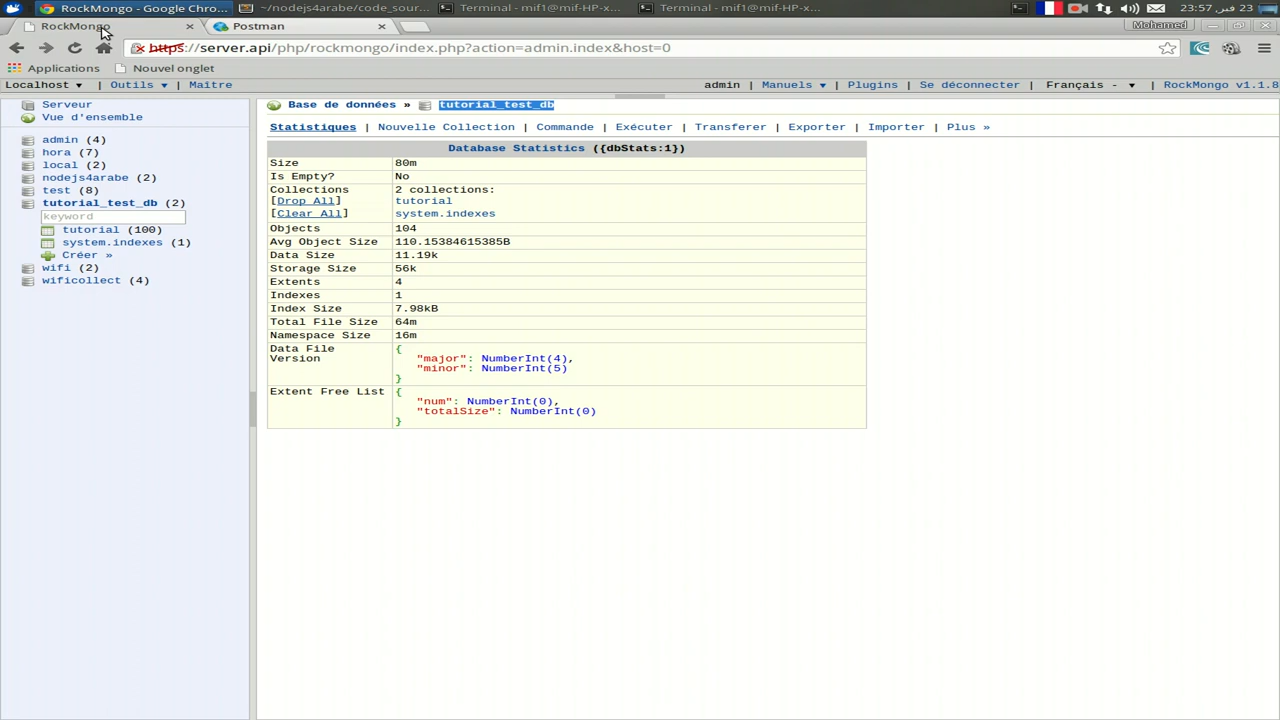 RockMongo - Google Chro... ~/nodejs4arabe/code_sour... Terminal - mif1@mif-HP-x... Terminal - mif1@mif-HP-x... 23:57 فبر, 23
RockMongo Postman Mohamed
https://server.api/php/rockmongo/index.php?action=admin.index&host=0
Applications Nouvel onglet
Localhost ▼ | Outils ▼ | Maître admin | Manuels ▼ | Plugins | Se déconnecter | Français - ▼ | RockMongo v1.1.8
Serveur
Vue d'ensemble
admin (4)
hora (7)
local (2)
nodejs4arabe (2)
test (8)
tutorial_test_db (2)
keyword
tutorial (100)
system.indexes (1)
Créer »
wifi (2)
wificollect (4)
Base de données » tutorial_test_db
Statistiques | Nouvelle Collection | Commande | Exécuter | Transferer | Exporter | Importer | Plus »
Database Statistics ({dbStats:1})
Size 80m
Is Empty? No
Collections 2 collections:
[Drop All] tutorial
[Clear All] system.indexes
Objects 104
Avg Object Size 110.15384615385B
Data Size 11.19k
Storage Size 56k
Extents 4
Indexes 1
Index Size 7.98kB
Total File Size 64m
Namespace Size 16m
Data File Version {
"major": NumberInt(4),
"minor": NumberInt(5)
}
Extent Free List {
"num": NumberInt(0),
"totalSize": NumberInt(0)
}